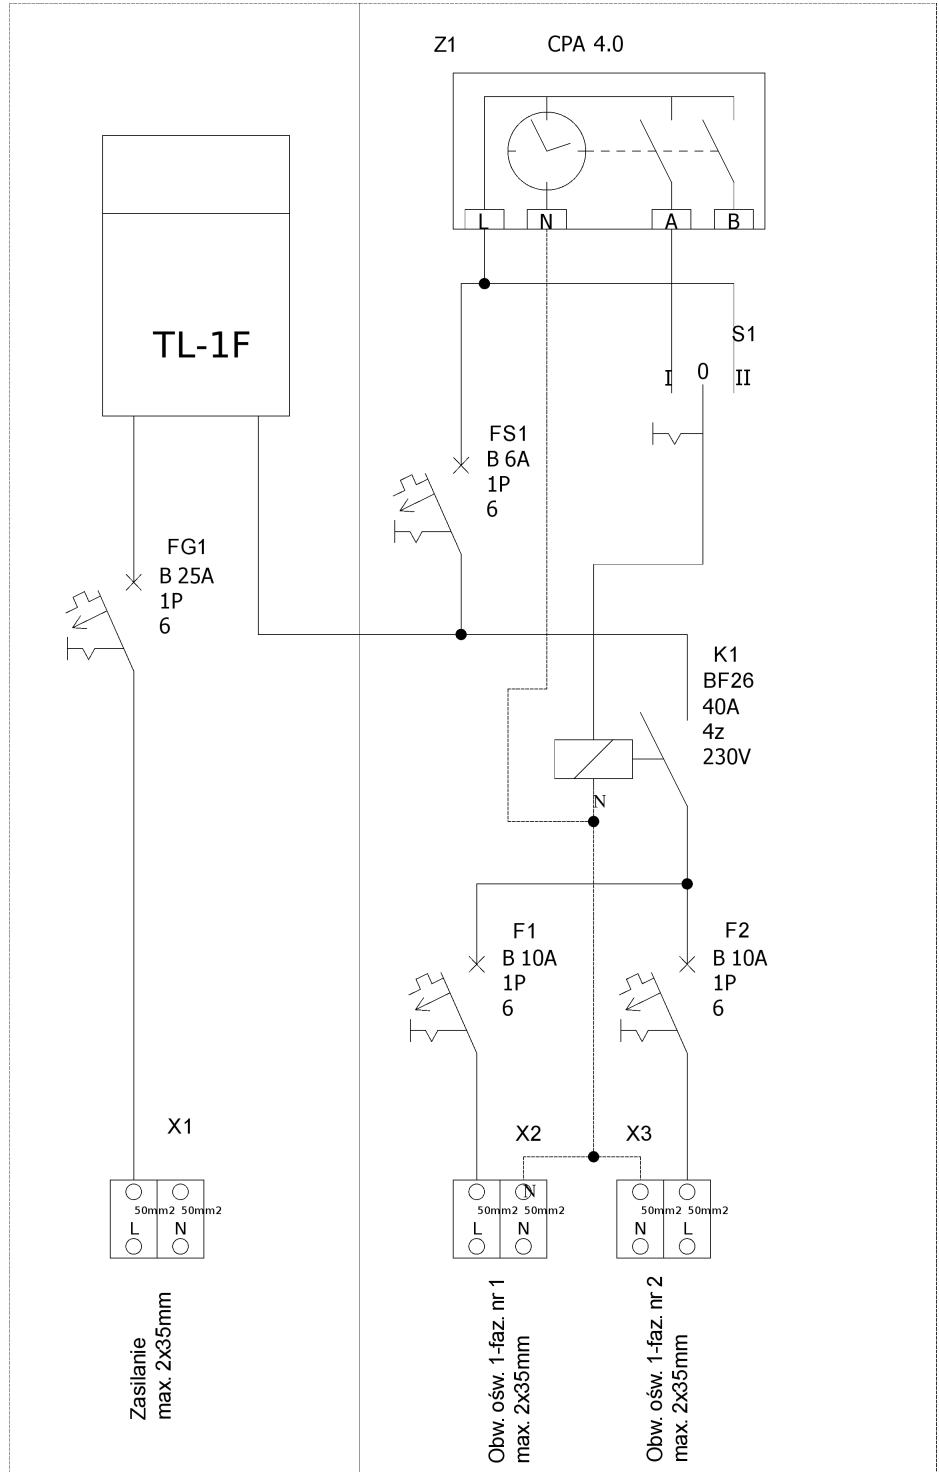 Z1
CPA 4.0
L
N
A
B
TL-1F
S1
I
0
II
FS1
B 6A
1P
6
FG1
B 25A
1P
6
K1
BF26
40A
4z
230V
N
F1
B 10A
1P
6
F2
B 10A
1P
6
X1
X2
X3
50mm2
50mm2
L
N
N
50mm2
50mm2
L
N
50mm2
50mm2
N
L
Zasilanie
max. 2x35mm
Obw. ośw. 1-faz. nr 1
max. 2x35mm
Obw. ośw. 1-faz. nr 2
max. 2x35mm